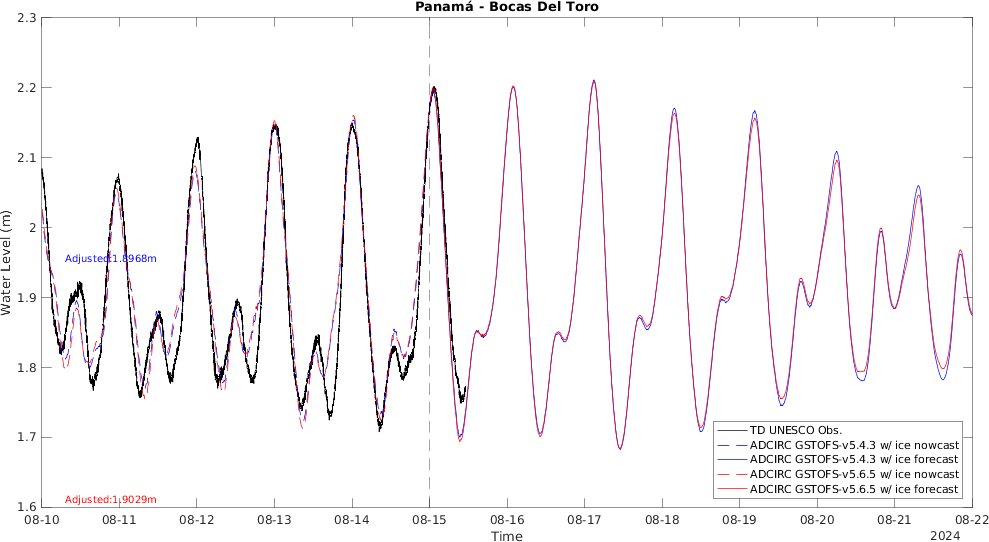 Panamá - Bocas Del Toro
2.3
2.2
2.1
2
1.9
1.8
1.7
1.6
Water Level (m)
Adjusted:1.8968m
Adjusted:1.9029m
TD UNESCO Obs.
ADCIRC GSTOFS-v5.4.3 w/ ice nowcast
ADCIRC GSTOFS-v5.4.3 w/ ice forecast
ADCIRC GSTOFS-v5.6.5 w/ ice nowcast
ADCIRC GSTOFS-v5.6.5 w/ ice forecast
08-10 08-11 08-12 08-13 08-14 08-15 08-16 08-17 08-18 08-19 08-20 08-21 08-22
Time
2024